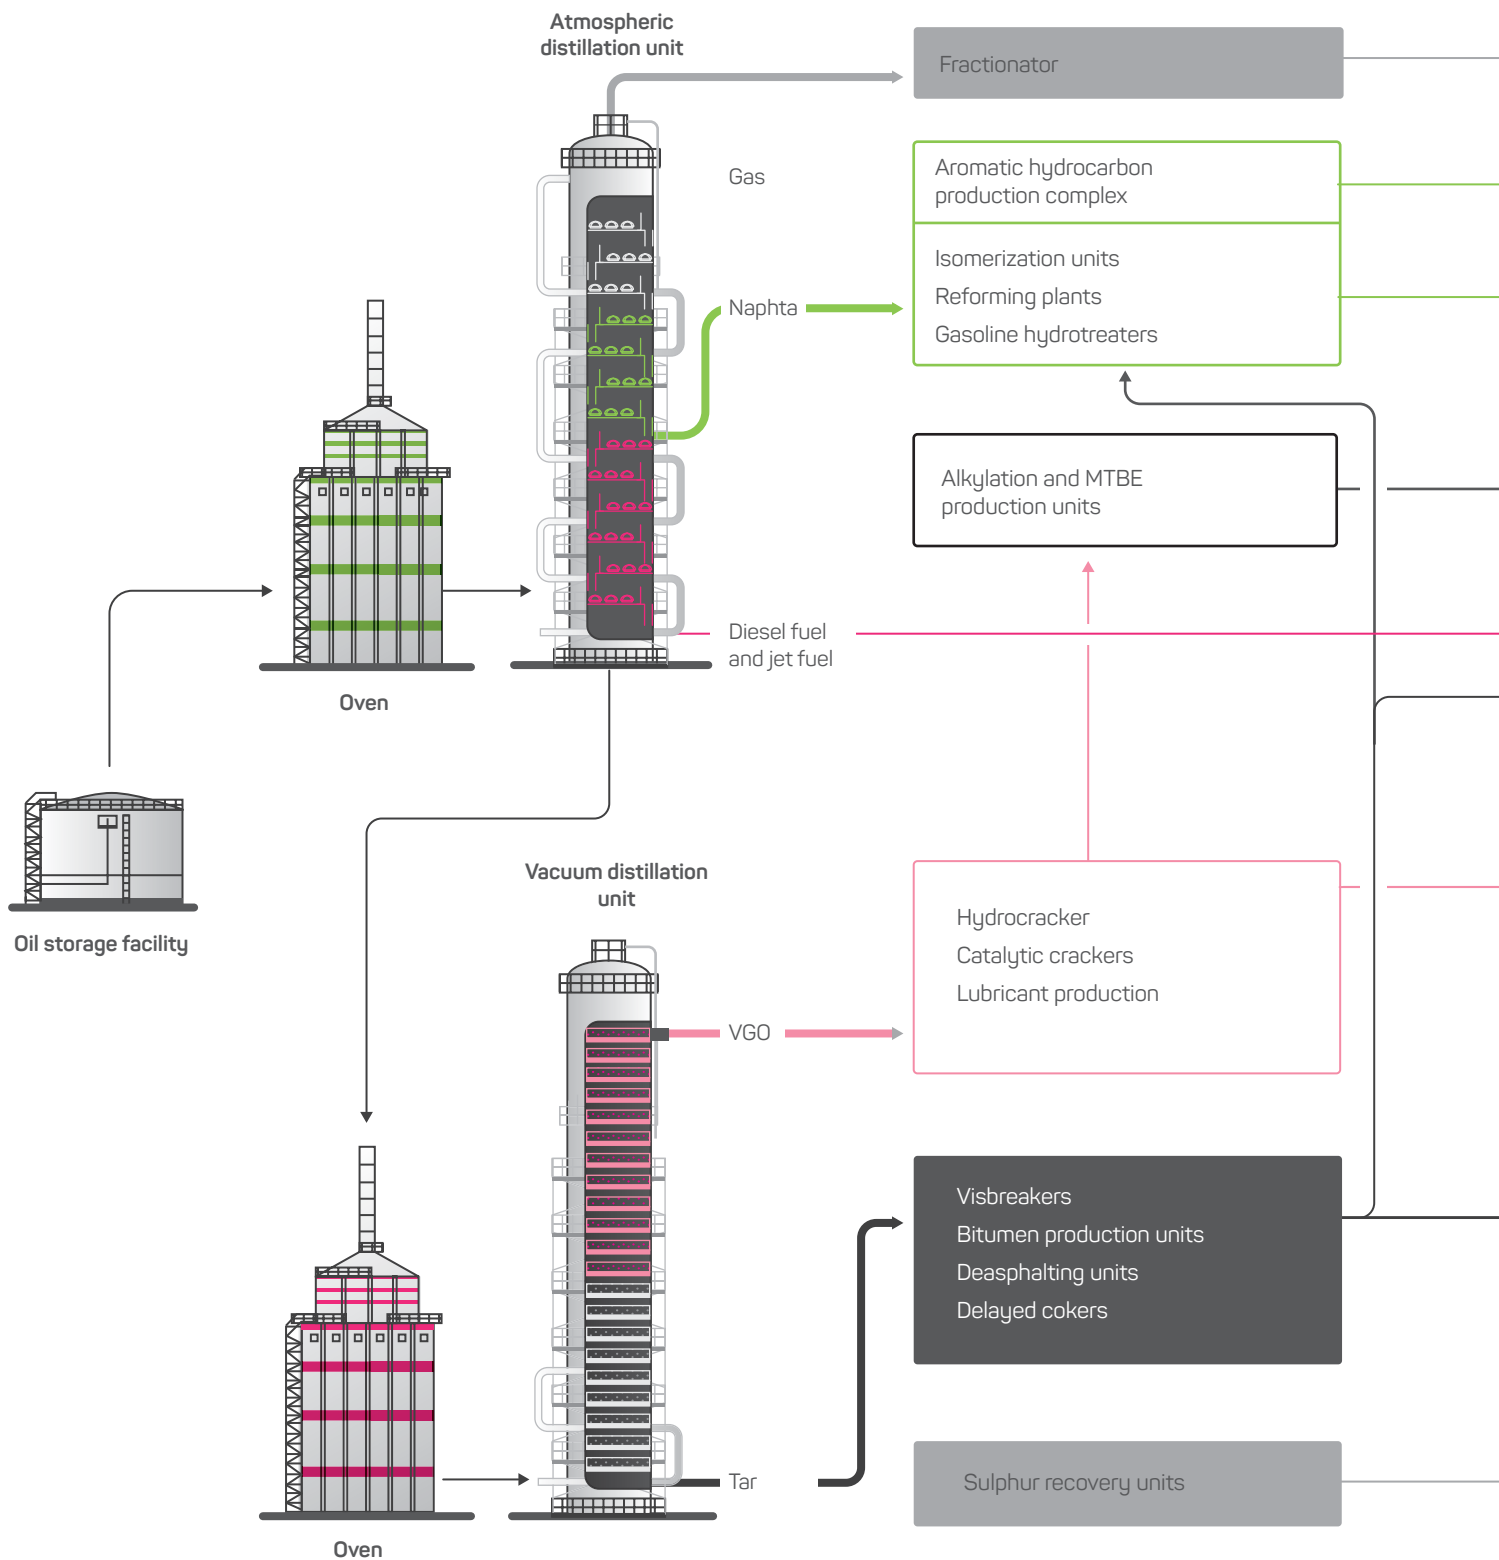 Atmospheric
distillation unit
Fractionator
Gas
Aromatic hydrocarbon
production complex
Isomerization units
Naphta
Reforming plants
Gasoline hydrotreaters
Alkylation and MTBE
production units
Diesel fuel
and jet fuel
Oven
Vacuum distillation
unit
Oil storage facility
Hydrocracker
Catalytic crackers
Lubricant production
VGO
Visbreakers
Bitumen production units
Deasphalting units
Delayed cokers
Tar
Sulphur recovery units
Oven